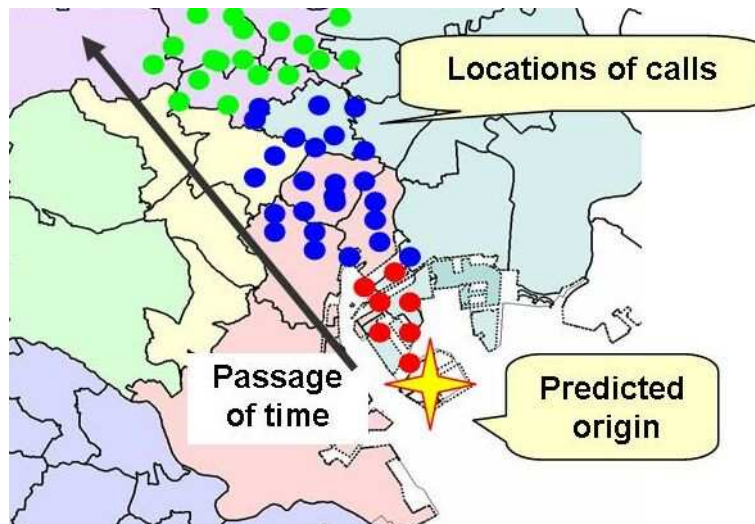 Locations of calls
Passage
of time
Predicted
origin